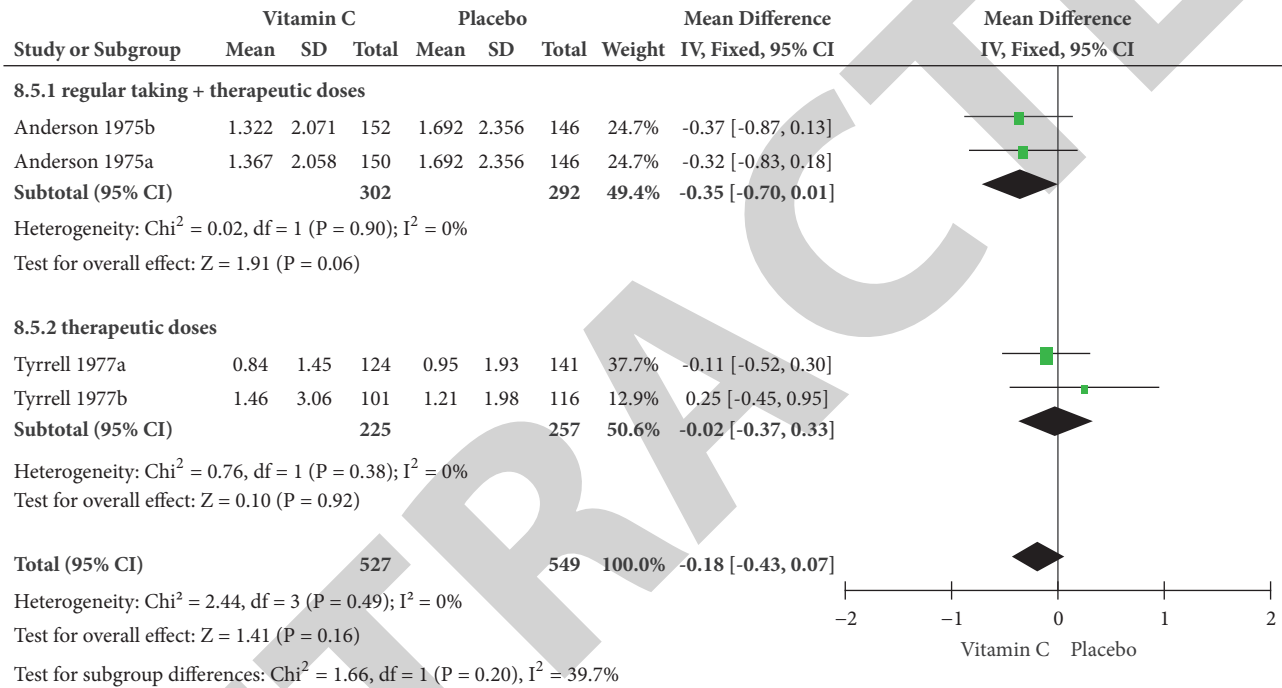 Vitamin C Placebo Mean Difference Mean Difference
Study or Subgroup Mean SD Total Mean SD Total Weight IV, Fixed, 95% CI IV, Fixed, 95% CI
8.5.1 regular taking + therapeutic doses
Anderson 1975b 1.322 2.071 152 1.692 2.356 146 24.7% -0.37 [-0.87, 0.13]
Anderson 1975a 1.367 2.058 150 1.692 2.356 146 24.7% -0.32 [-0.83, 0.18]
Subtotal (95% CI) 302 292 49.4% -0.35 [-0.70, 0.01]
Heterogeneity: Chi² = 0.02, df = 1 (P = 0.90); I² = 0%
Test for overall effect: Z = 1.91 (P = 0.06)
8.5.2 therapeutic doses
Tyrrell 1977a 0.84 1.45 124 0.95 1.93 141 37.7% -0.11 [-0.52, 0.30]
Tyrrell 1977b 1.46 3.06 101 1.21 1.98 116 12.9% 0.25 [-0.45, 0.95]
Subtotal (95% CI) 225 257 50.6% -0.02 [-0.37, 0.33]
Heterogeneity: Chi² = 0.76, df = 1 (P = 0.38); I² = 0%
Test for overall effect: Z = 0.10 (P = 0.92)
Total (95% CI) 527 549 100.0% -0.18 [-0.43, 0.07]
Heterogeneity: Chi² = 2.44, df = 3 (P = 0.49); I² = 0%
Test for overall effect: Z = 1.41 (P = 0.16)
Test for subgroup differences: Chi² = 1.66, df = 1 (P = 0.20), I² = 39.7%
−2 −1 0 1 2
Vitamin C Placebo
TRACTE